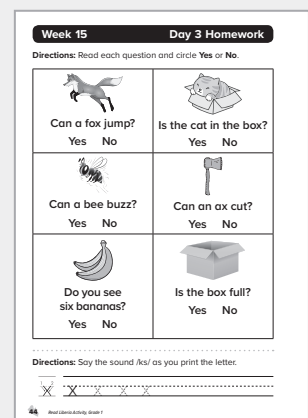 Week 15 Day 3 Homework
Directions: Read each question and circle Yes or No.
Can a fox jump?
Yes No
Is the cat in the box?
Yes No
Can a bee buzz?
Yes No
Can an ax cut?
Yes No
Do you see
six bananas?
Yes No
Is the box full?
Yes No
Directions: Say the sound /ks/ as you print the letter.
X x x x x
44 Read Liberia Activity, Grade 1